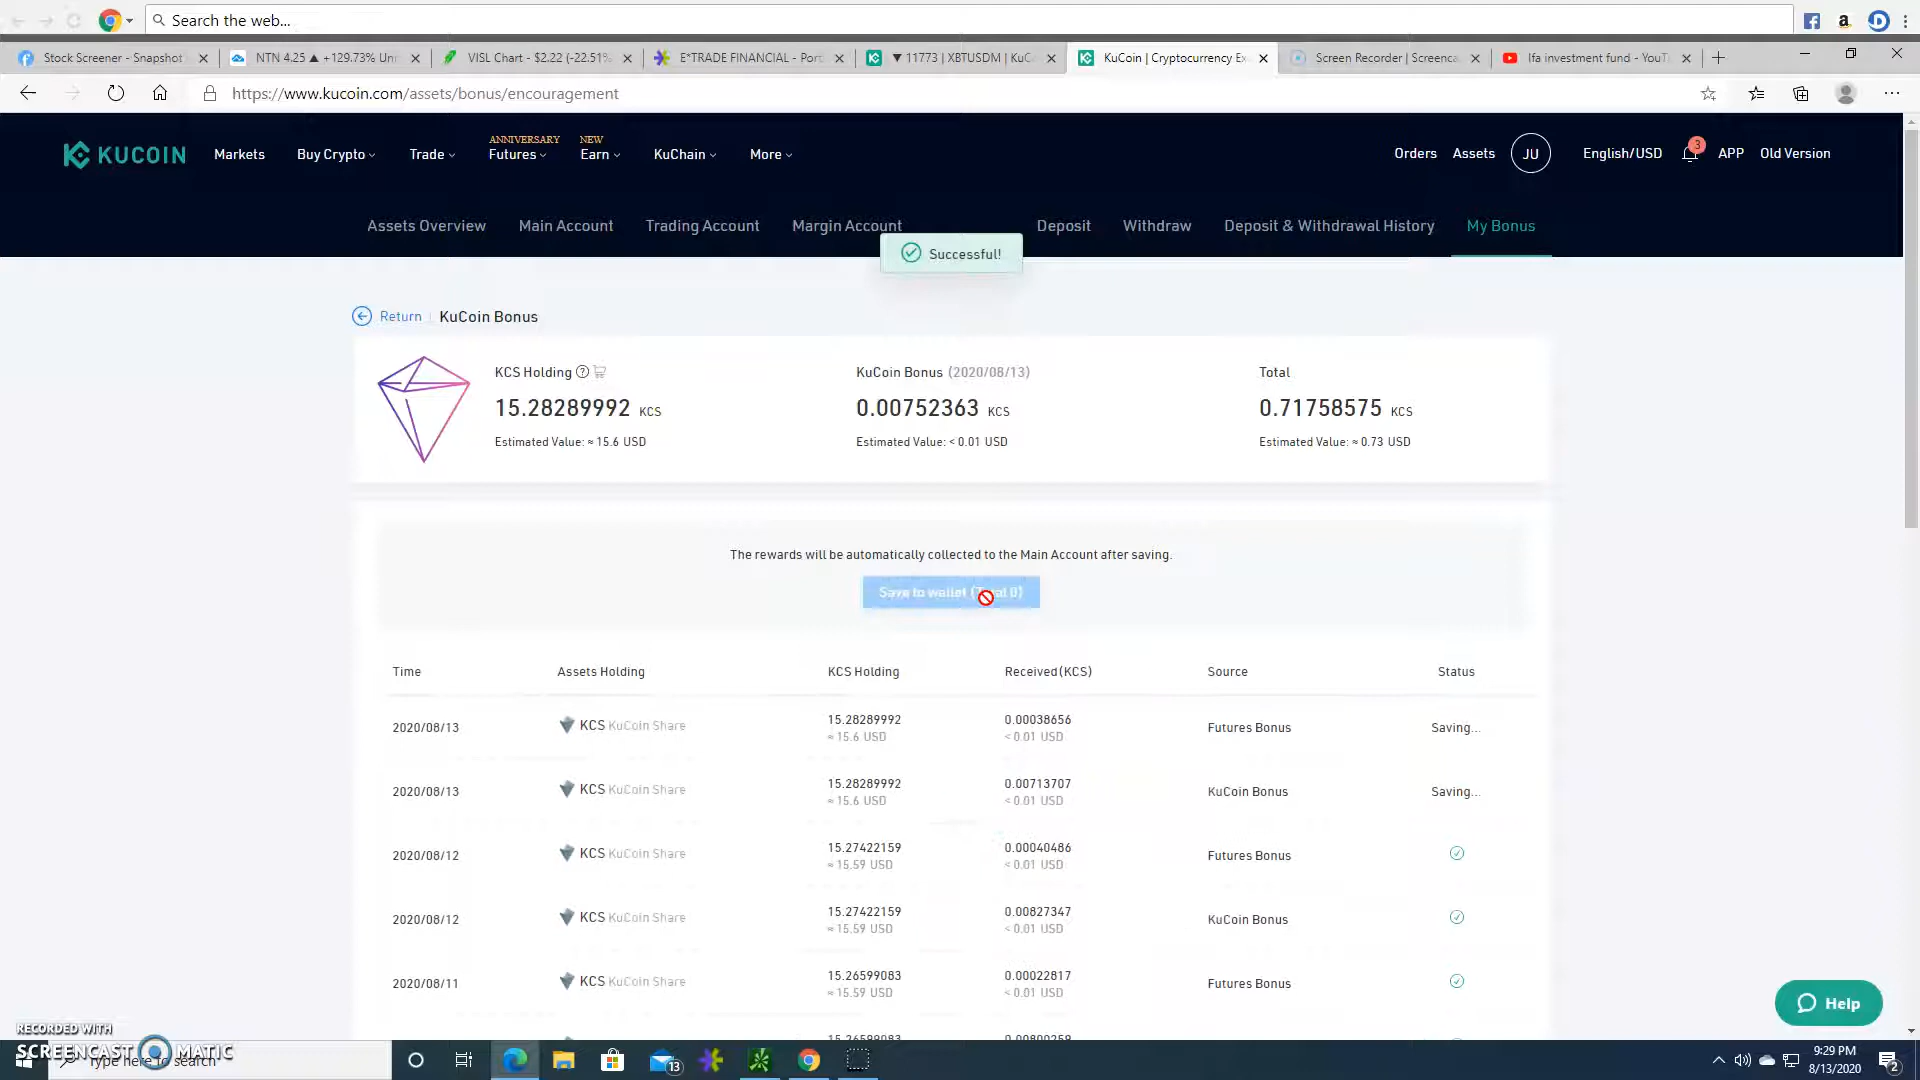 Search the web...
Stock Screener - Snapshot
NTN 4.25 ▲ +129.73% Un
VISL Chart - $2.22 (-22.51%
E*TRADE FINANCIAL - Port
▼ 11773 | XBTUSDM | KuC
KuCoin | Cryptocurrency Ex
Screen Recorder | Screenca
lfa investment fund - YouT
https://www.kucoin.com/assets/bonus/encouragement
KUCOIN
Markets
Buy Crypto
Trade
ANNIVERSARY
Futures
NEW
Earn
KuChain
More
Orders
Assets
JU
English/USD
3
APP
Old Version
Assets Overview
Main Account
Trading Account
Margin Account
Deposit
Withdraw
Deposit & Withdrawal History
My Bonus
Successful!
Return | KuCoin Bonus
KCS Holding
15.28289992 KCS
Estimated Value: ≈ 15.6 USD
KuCoin Bonus (2020/08/13)
0.00752363 KCS
Estimated Value: < 0.01 USD
Total
0.71758575 KCS
Estimated Value: ≈ 0.73 USD
The rewards will be automatically collected to the Main Account after saving.
Save to wallet (Total 0)
Time Assets Holding KCS Holding Received(KCS) Source Status
2020/08/13 KCS KuCoin Share 15.28289992 0.00038656 Futures Bonus Saving...
≈ 15.6 USD < 0.01 USD
2020/08/13 KCS KuCoin Share 15.28289992 0.00713707 KuCoin Bonus Saving...
≈ 15.6 USD < 0.01 USD
2020/08/12 KCS KuCoin Share 15.27422159 0.00040486 Futures Bonus
≈ 15.59 USD < 0.01 USD
2020/08/12 KCS KuCoin Share 15.27422159 0.00827347 KuCoin Bonus
≈ 15.59 USD < 0.01 USD
2020/08/11 KCS KuCoin Share 15.26599083 0.00022817 Futures Bonus
≈ 15.59 USD < 0.01 USD
Help
RECORDED WITH
SCREENCAST MATIC
Type here to search
13
9:29 PM
8/13/2020
2